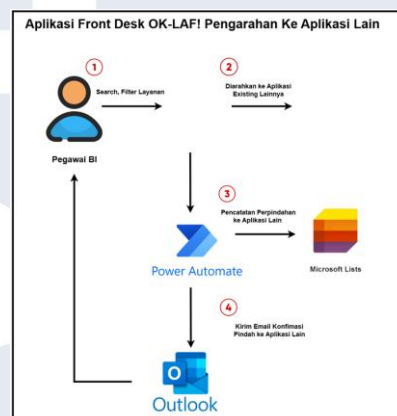 Aplikasi Front Desk OK-LAF! Pengarahan Ke Aplikasi Lain
1
2
Search, Filter Layanan
Diarahkan ke Aplikasi
Existing Lainnya
Pegawai BI
3
Pencatatan Perpindahan
ke Aplikasi Lain
Power Automate
Microsoft Lists
4
Kirim Email Konfimasi
Pindah ke Aplikasi Lain
O
Outlook